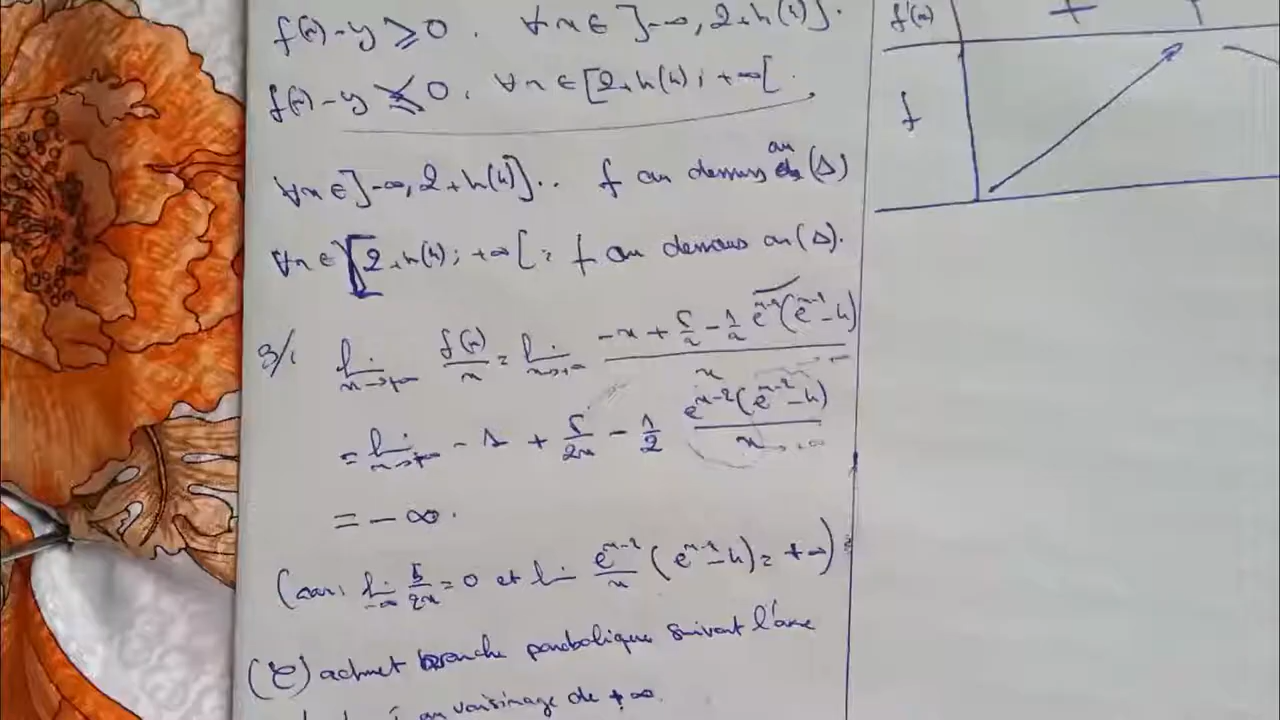 f(x) - y ⩾ 0 . ∀x ∈ ]-∞, 2+ln(4)].
f(x) - y ⩽ 0 . ∀x ∈ [2+ln(4); +∞[ .
∀x ∈ ]-∞, 2+ln(4)] .. f au dessus au (Δ)
∀x ∈ [2+ln(4); +∞[ : f au dessous au (Δ).
3/. lim x→+∞ f(x)/x = lim x→+∞ (-x + 5/2 - 1/2 e^(x-2) (e^(x-2) - 4)) / x
= lim x→+∞ - 1 + 5/2x - 1/2 e^(x-2) (e^(x-2) - 4) / x
= - ∞ .
(car: lim 5/2x = 0 et lim e^(x-2)/x (e^(x-2) - 4) = +∞)
(C) admet branche parabolique suivant l'axe
au voisinage de +∞.
f'(x) +
f